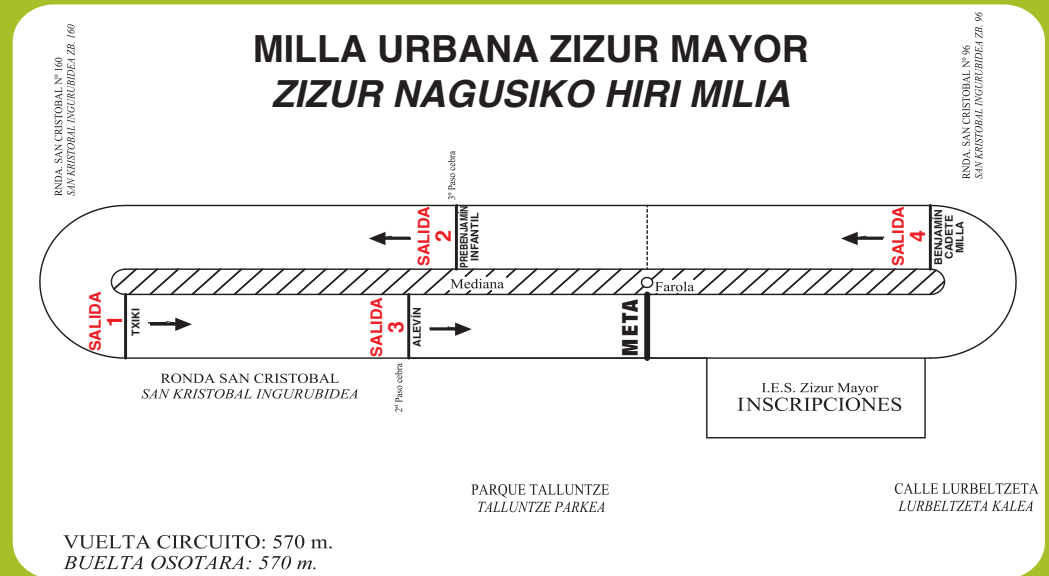 MILLA URBANA ZIZUR MAYOR
ZIZUR NAGUSIKO HIRI MILIA
RNDA. SAN CRISTOBAL Nº 160
SAN KRISTOBAL INGURUBIDEA ZB. 160
RNDA. SAN CRISTOBAL Nº 96
SAN KRISTOBAL INGURUBIDEA ZB. 96
3º Paso cebra
SALIDA
2
PREBENJAMÍN
INFANTIL
SALIDA
4
BENJAMÍN
CADETE
MILLA
Mediana
Farola
SALIDA
1
TXIKI
SALIDA
3
ALEVÍN
META
2º Paso cebra
RONDA SAN CRISTOBAL
SAN KRISTOBAL INGURUBIDEA
I.E.S. Zizur Mayor
INSCRIPCIONES
PARQUE TALLUNTZE
TALLUNTZE PARKEA
CALLE LURBELTZETA
LURBELTZETA KALEA
VUELTA CIRCUITO: 570 m.
BUELTA OSOTARA: 570 m.